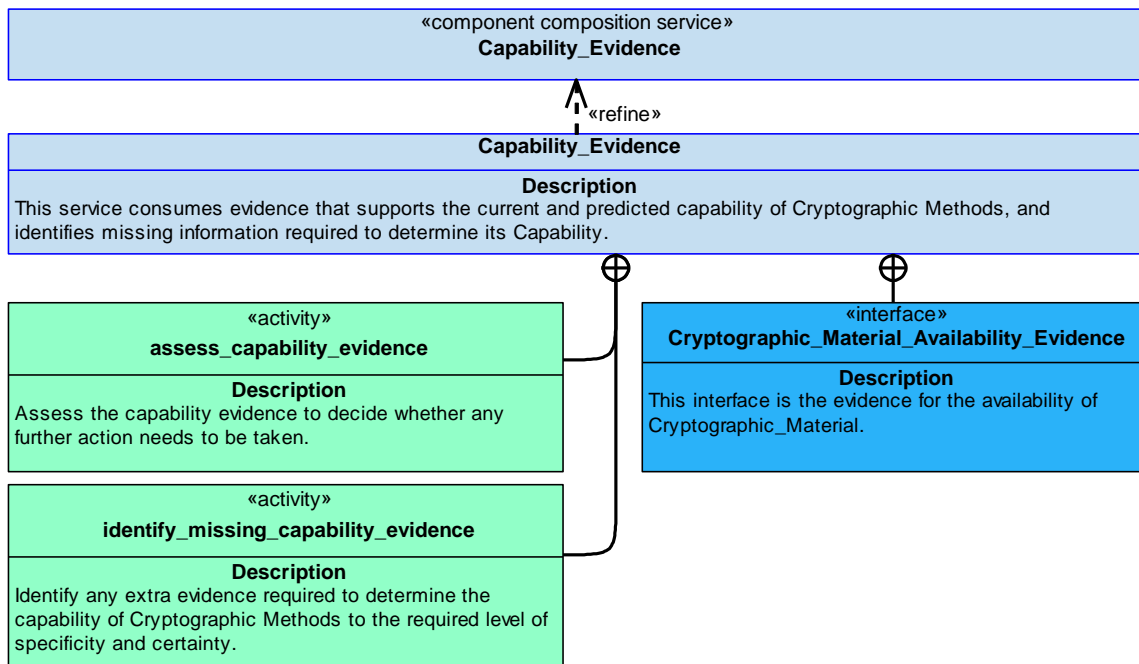 «component composition service»
Capability_Evidence
«refine»
Capability_Evidence
Description
This service consumes evidence that supports the current and predicted capability of Cryptographic Methods, and
identifies missing information required to determine its Capability.
«activity»
assess_capability_evidence
Description
Assess the capability evidence to decide whether any
further action needs to be taken.
«interface»
Cryptographic_Material_Availability_Evidence
Description
This interface is the evidence for the availability of
Cryptographic_Material.
«activity»
identify_missing_capability_evidence
Description
Identify any extra evidence required to determine the
capability of Cryptographic Methods to the required level of
specificity and certainty.